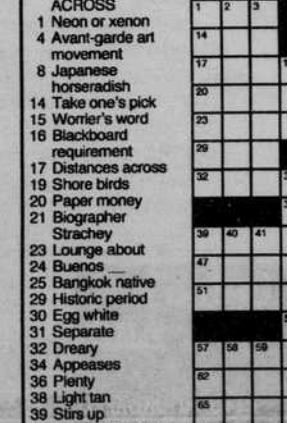 ACROSS
1 Neon or xenon
4 Avant-garde art
movement
8 Japanese
horseradish
14 Take one's pick
15 Worrier's word
16 Blackboard
requirement
17 Distances across
19 Shore birds
20 Paper money
21 Biographer
Strachey
23 Lounge about
24 Buenos __
25 Bangkok native
29 Historic period
30 Egg white
31 Separate
32 Dreary
34 Appeases
36 Plenty
38 Light tan
39 Stirs up
1 2 3
14
17
20
23
29
32
39 40 41
47
51
57 58 59
62
65